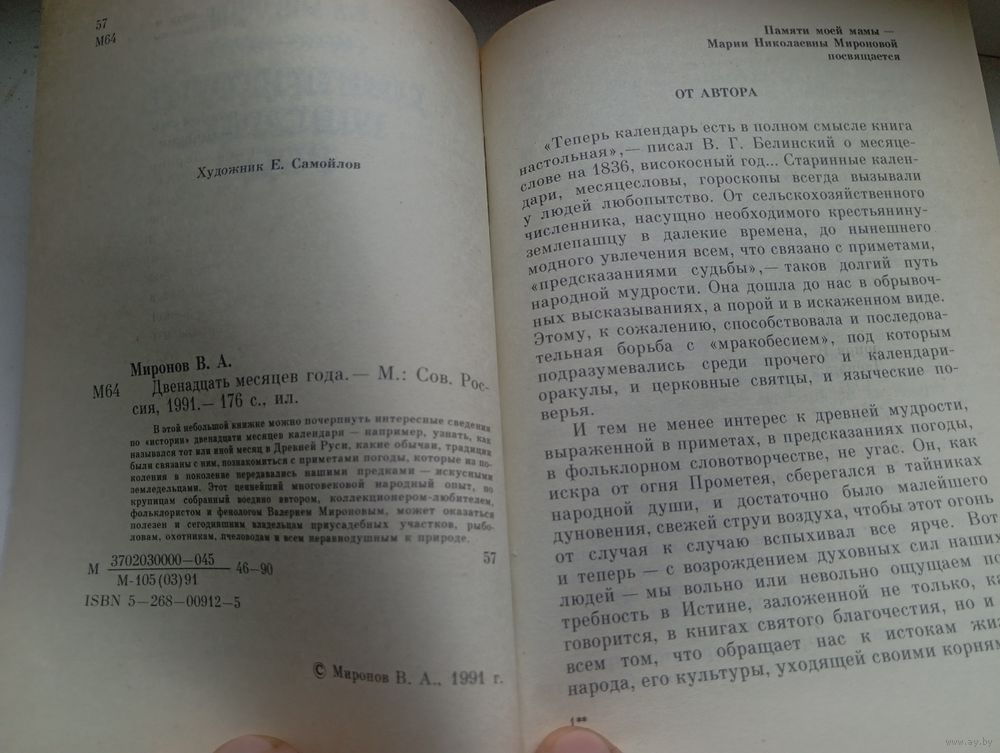 57
М64
Художник Е. Самойлов
Миронов В. А.
М64 Двенадцать месяцев года. — М.: Сов. Рос-
сия, 1991.— 176 с., ил.
В этой небольшой книжке можно почерпнуть интересные сведения
по «истории» двенадцати месяцев календаря — например, узнать, как
назывался тот или иной месяц в Древней Руси, какие обычаи, традиции
были связаны с ним, познакомиться с приметами погоды, которые из по-
коления в поколение передавались нашими предками — искусными
земледельцами. Этот ценнейший многовековой народный опыт, по
крупицам собранный воедино автором, коллекционером-любителем,
фольклористом и фенологом Валерием Мироновым, может оказаться
полезен и сегодняшним владельцам приусадебных участков, рыбо-
ловам, охотникам, пчеловодам и всем неравнодушным к природе.
М 3702030000—045 46—90 57
М-105(03)91
ISBN 5—268—00912—5
© Миронов В. А., 1991 г.
Памяти моей мамы —
Марии Николаевны Мироновой
посвящается
ОТ АВТОРА
«Теперь календарь есть в полном смысле книга
настольная»,— писал В. Г. Белинский о месяце-
слове на 1836, високосный год... Старинные кален-
дари, месяцесловы, гороскопы всегда вызывали
у людей любопытство. От сельскохозяйственного
численника, насущно необходимого крестьянину-
землепашцу в далекие времена, до нынешнего
модного увлечения всем, что связано с приметами,
«предсказаниями судьбы»,— таков долгий путь
народной мудрости. Она дошла до нас в обрывоч-
ных высказываниях, а порой и в искаженном виде.
Этому, к сожалению, способствовала и последова-
тельная борьба с «мракобесием», под которым
подразумевались среди прочего и календари-
оракулы, и церковные святцы, и языческие по-
верья.
И тем не менее интерес к древней мудрости,
выраженной в приметах, в предсказаниях погоды,
в фольклорном словотворчестве, не угас. Он, как
искра от огня Прометея, сберегался в тайниках
народной души, и достаточно было малейшего
дуновения, свежей струи воздуха, чтобы этот огонь
от случая к случаю вспыхивал все ярче. Вот
и теперь — с возрождением духовных сил наших
людей — мы вольно или невольно ощущаем по
требность в Истине, заложенной не только, ка
говорится, в книгах святого благочестия, но и
всем том, что обращает нас к истокам жиз
народа, его культуры, уходящей своими корням
1**
www.ay.by